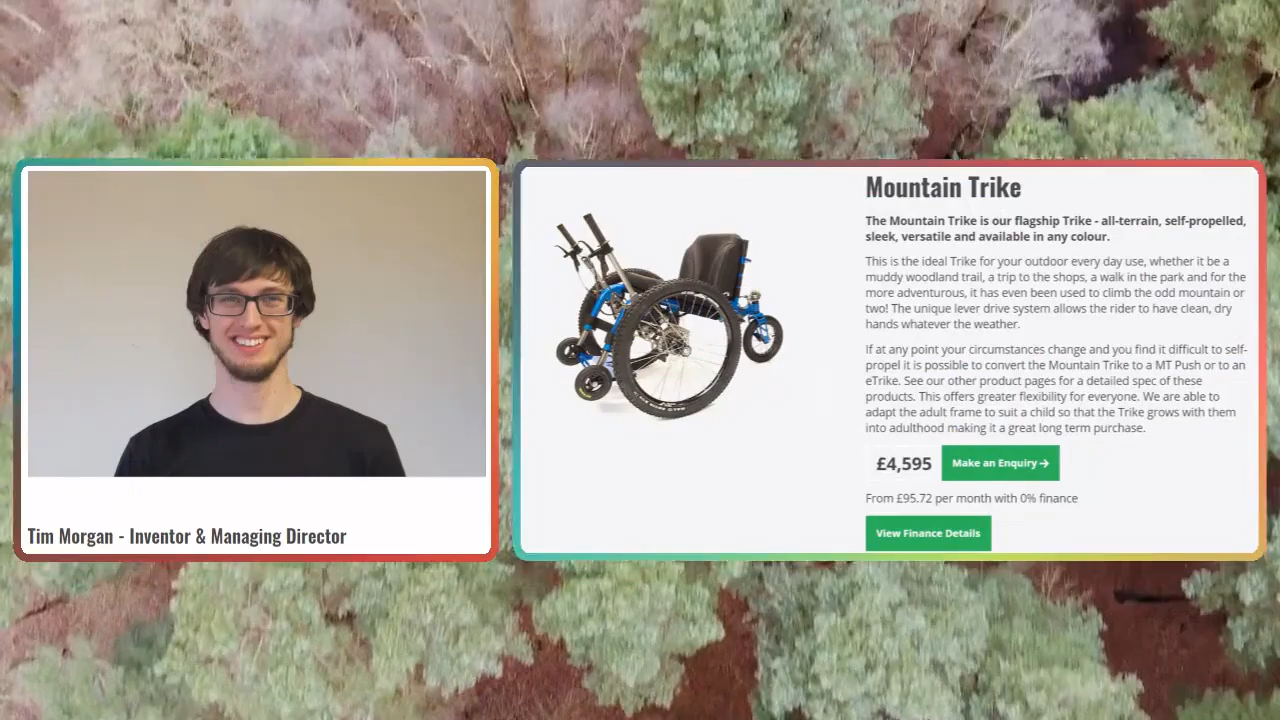 Tim Morgan - Inventor & Managing Director
Mountain Trike
The Mountain Trike is our flagship Trike - all-terrain, self-propelled,
sleek, versatile and available in any colour.
This is the ideal Trike for your outdoor every day use, whether it be a
muddy woodland trail, a trip to the shops, a walk in the park and for the
more adventurous, it has even been used to climb the odd mountain or
two! The unique lever drive system allows the rider to have clean, dry
hands whatever the weather.
If at any point your circumstances change and you find it difficult to self-
propel it is possible to convert the Mountain Trike to a MT Push or to an
eTrike. See our other product pages for a detailed spec of these
products. This offers greater flexibility for everyone. We are able to
adapt the adult frame to suit a child so that the Trike grows with them
into adulthood making it a great long term purchase.
£4,595
Make an Enquiry →
From £95.72 per month with 0% finance
View Finance Details